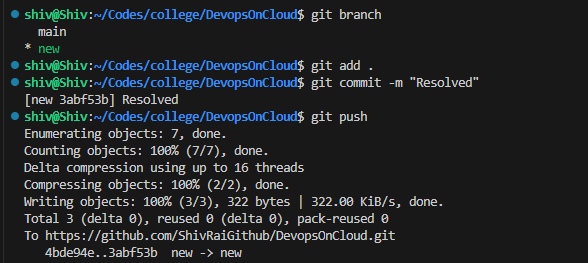 shiv@Shiv:~/Codes/college/DevopsOnCloud$ git branch
  main
* new
shiv@Shiv:~/Codes/college/DevopsOnCloud$ git add .
shiv@Shiv:~/Codes/college/DevopsOnCloud$ git commit -m "Resolved"
[new 3abf53b] Resolved
shiv@Shiv:~/Codes/college/DevopsOnCloud$ git push
Enumerating objects: 7, done.
Counting objects: 100% (7/7), done.
Delta compression using up to 16 threads
Compressing objects: 100% (2/2), done.
Writing objects: 100% (3/3), 322 bytes | 322.00 KiB/s, done.
Total 3 (delta 0), reused 0 (delta 0), pack-reused 0
To https://github.com/ShivRaiGithub/DevopsOnCloud.git
   4bde94e..3abf53b  new -> new